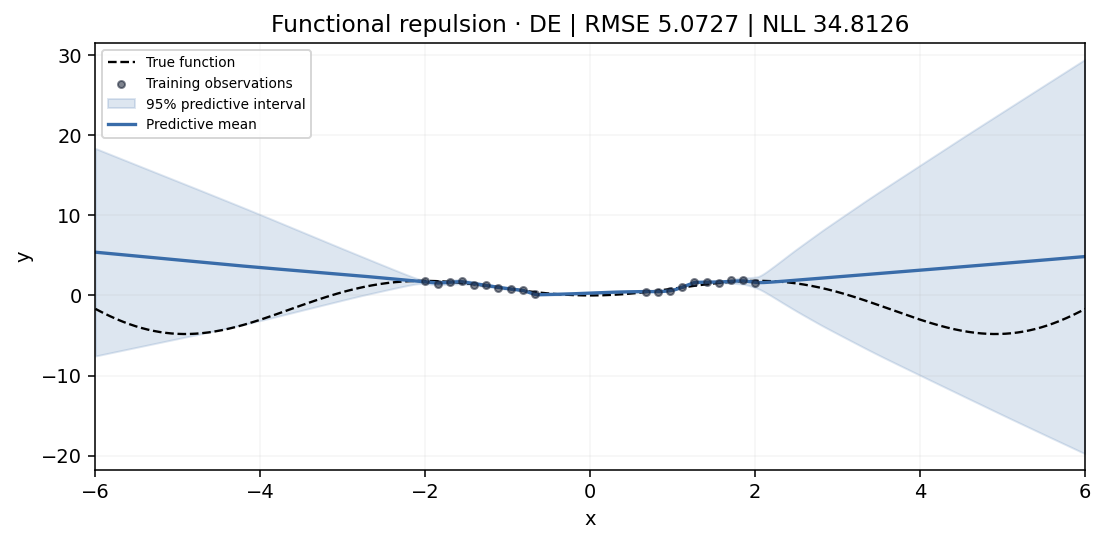 Functional repulsion · DE | RMSE 5.0727 | NLL 34.8126
True function
Training observations
95% predictive interval
Predictive mean
30
20
10
0
−10
−20
y
−6
−4
−2
0
2
4
6
x